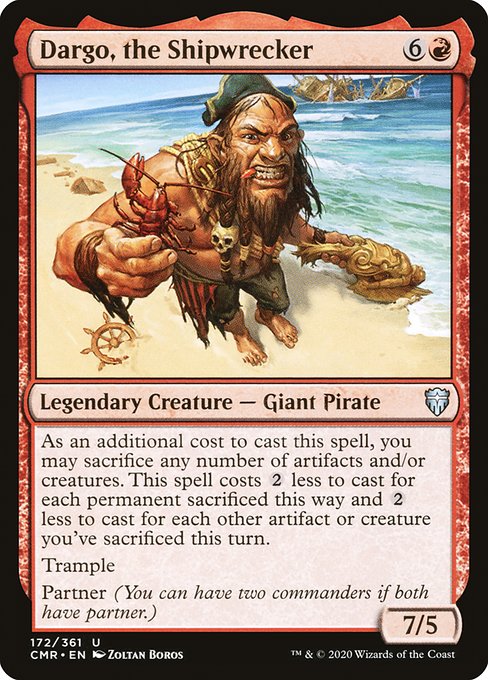 Dargo, the Shipwrecker 6
Legendary Creature — Giant Pirate
As an additional cost to cast this spell, you
may sacrifice any number of artifacts and/or
creatures. This spell costs 2 less to cast for
each permanent sacrificed this way and 2
less to cast for each other artifact or creature
you've sacrificed this turn.
Trample
Partner (You can have two commanders if both
have partner.)
7/5
172/361 U
CMR • EN Zoltan Boros
™ & © 2020 Wizards of the Coast